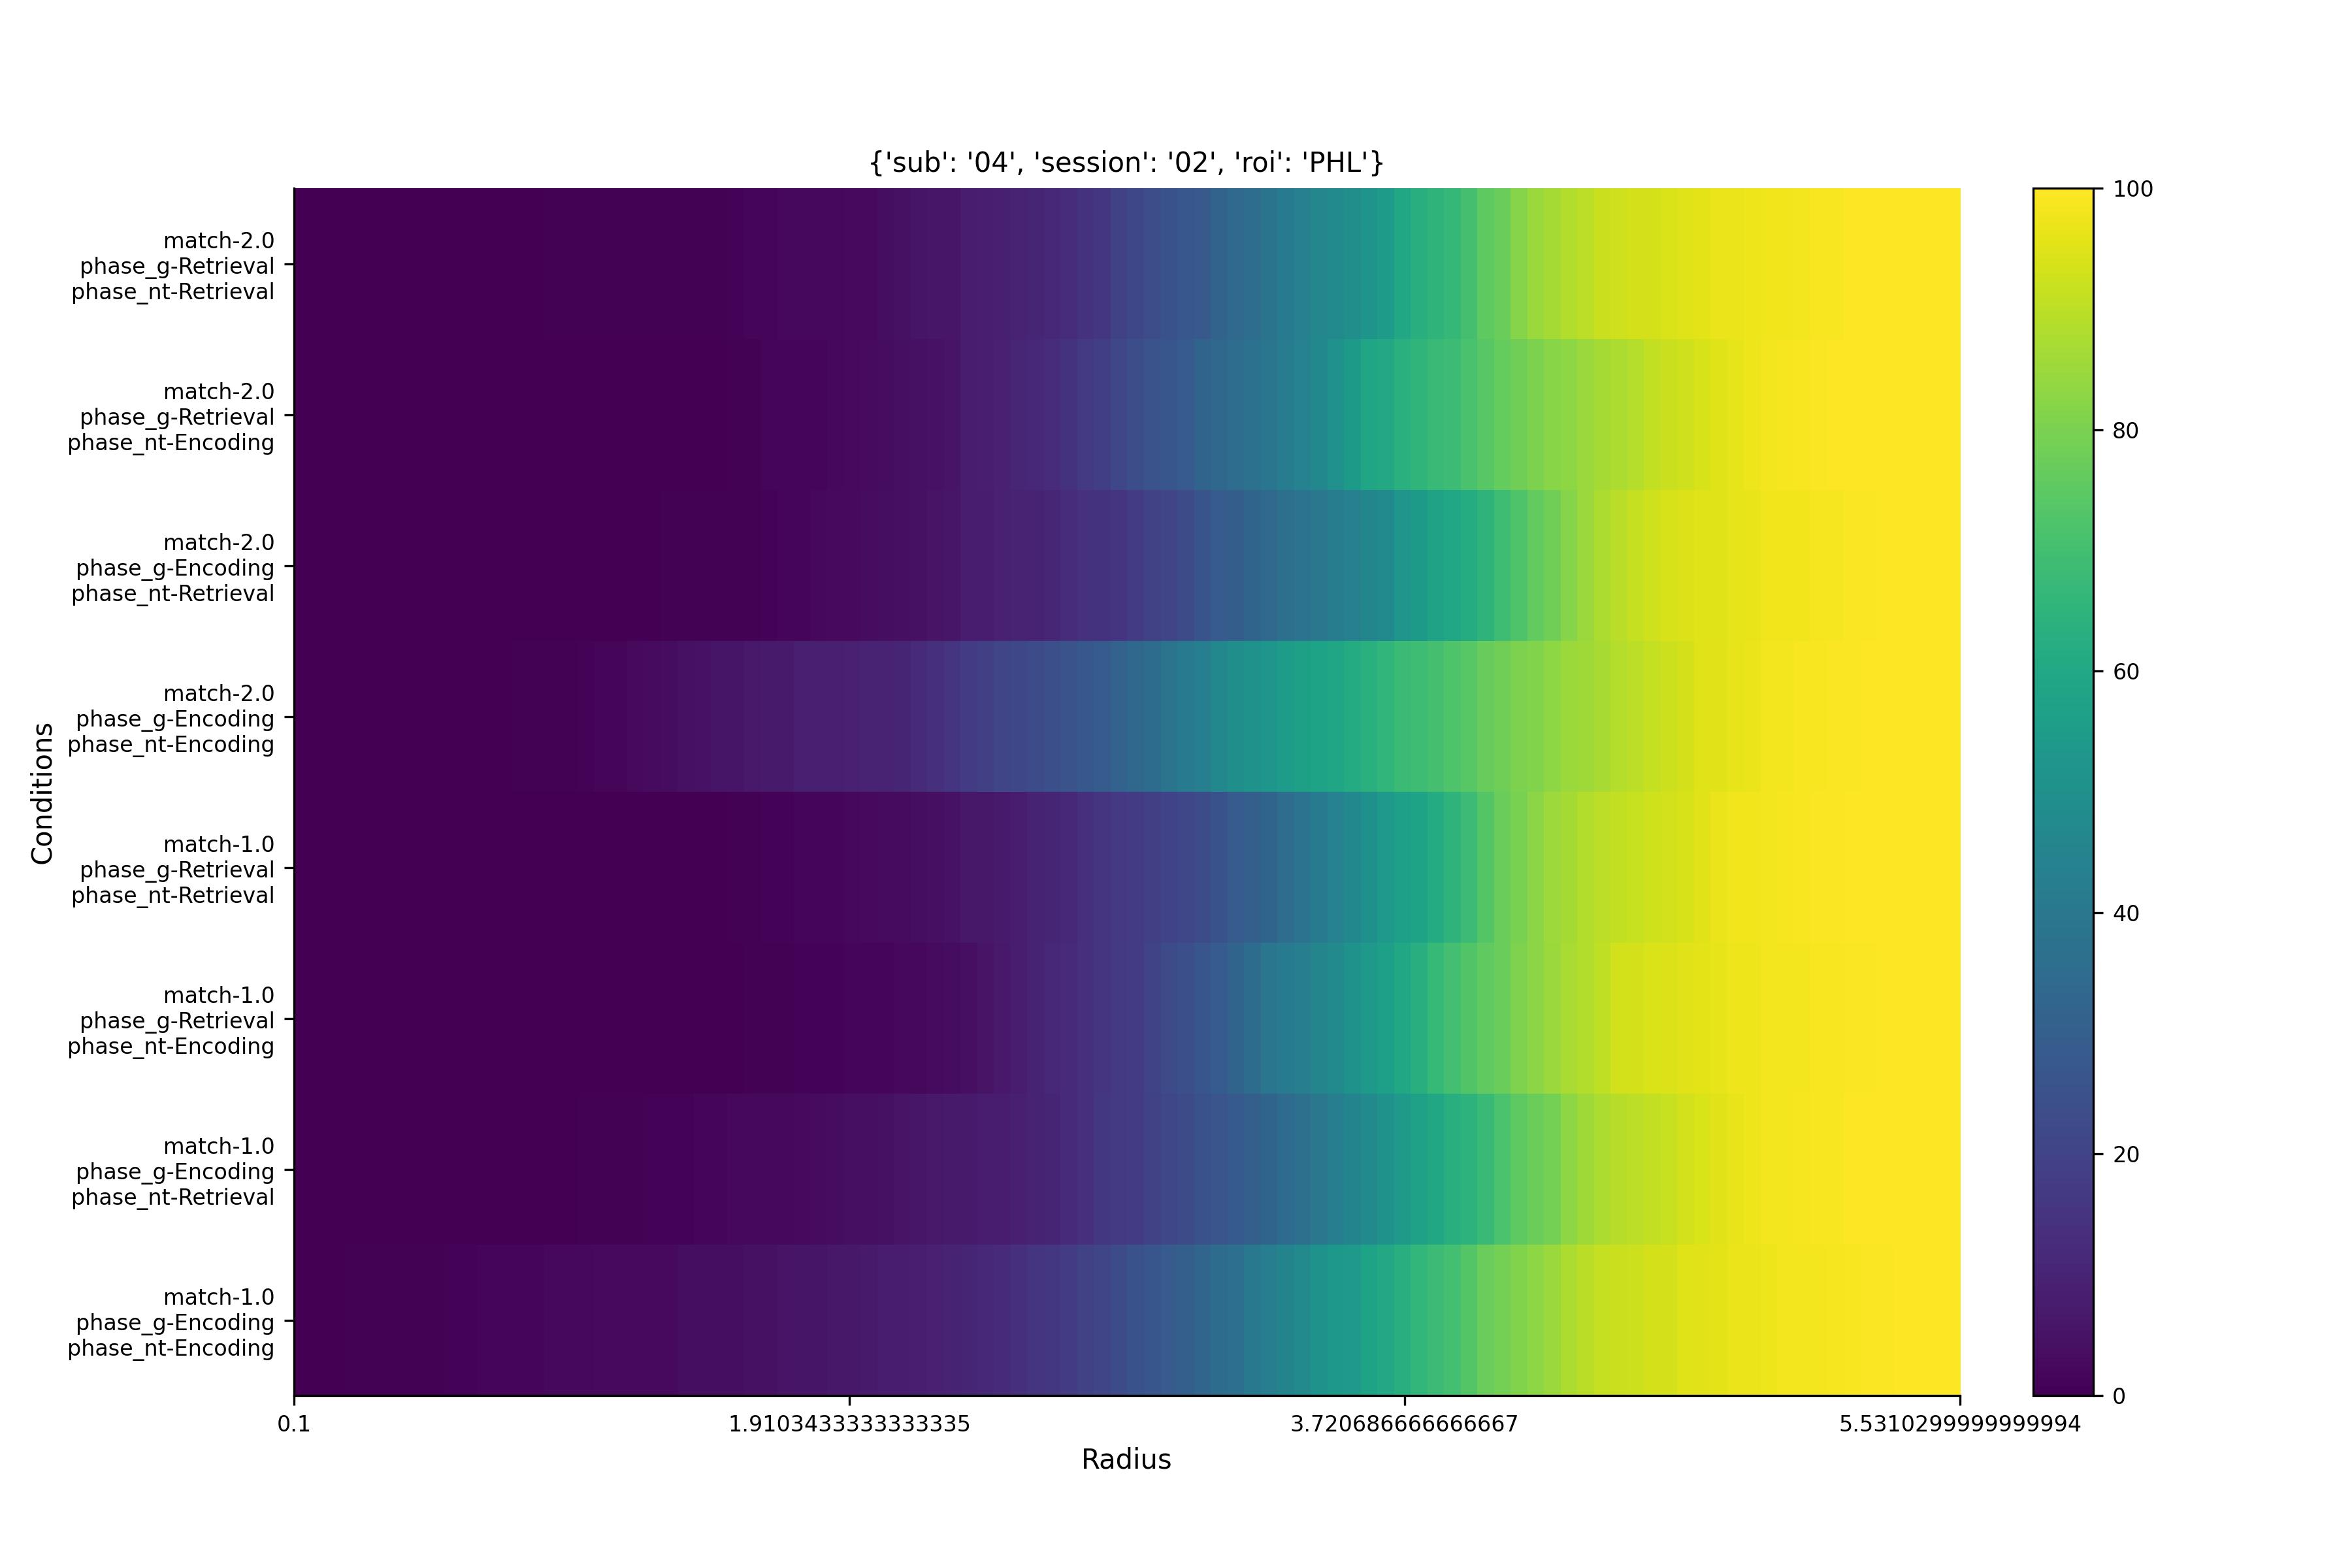 {'sub': '04', 'session': '02', 'roi': 'PHL'}
match-2.0
phase_g-Retrieval
phase_nt-Retrieval
match-2.0
phase_g-Retrieval
phase_nt-Encoding
match-2.0
phase_g-Encoding
phase_nt-Retrieval
match-2.0
phase_g-Encoding
phase_nt-Encoding
match-1.0
phase_g-Retrieval
phase_nt-Retrieval
match-1.0
phase_g-Retrieval
phase_nt-Encoding
match-1.0
phase_g-Encoding
phase_nt-Retrieval
match-1.0
phase_g-Encoding
phase_nt-Encoding
Conditions
0.1
1.9103433333333335
3.720686666666667
5.5310299999999994
Radius
100
80
60
40
20
0